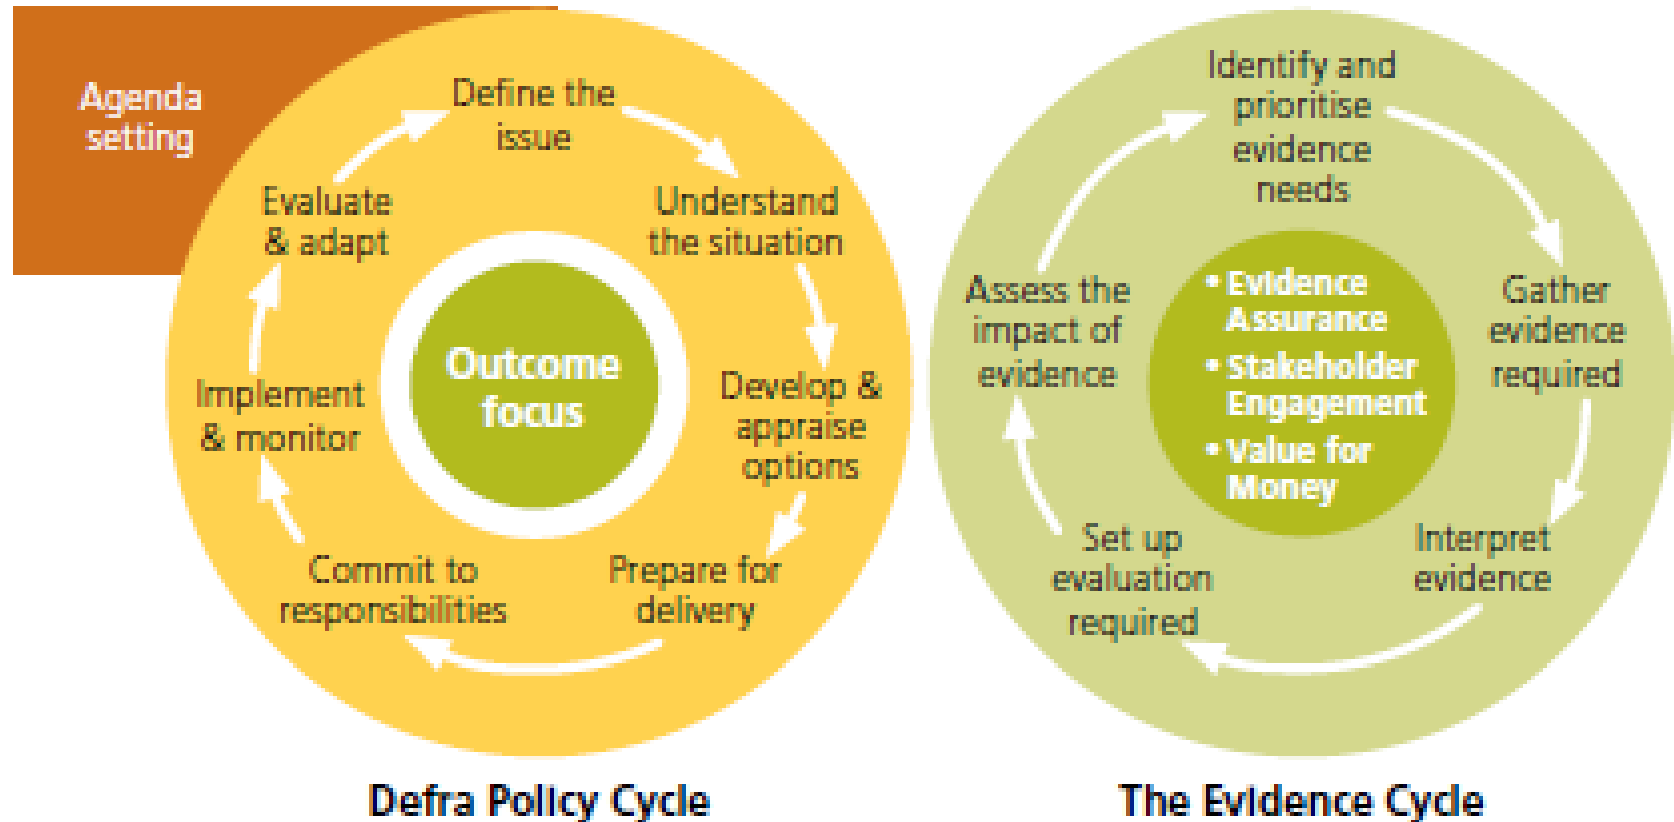 Agenda
setting
Define the
issue
Understand
the situation
Develop &
appraise
options
Prepare for
delivery
Commit to
responsibilities
Implement
& monitor
Evaluate
& adapt
Outcome
focus
Defra Policy Cycle
Identify and
prioritise
evidence
needs
Gather
evidence
required
Interpret
evidence
Set up
evaluation
required
Assess the
impact of
evidence
• Evidence
Assurance
• Stakeholder
Engagement
• Value for
Money
The Evidence Cycle